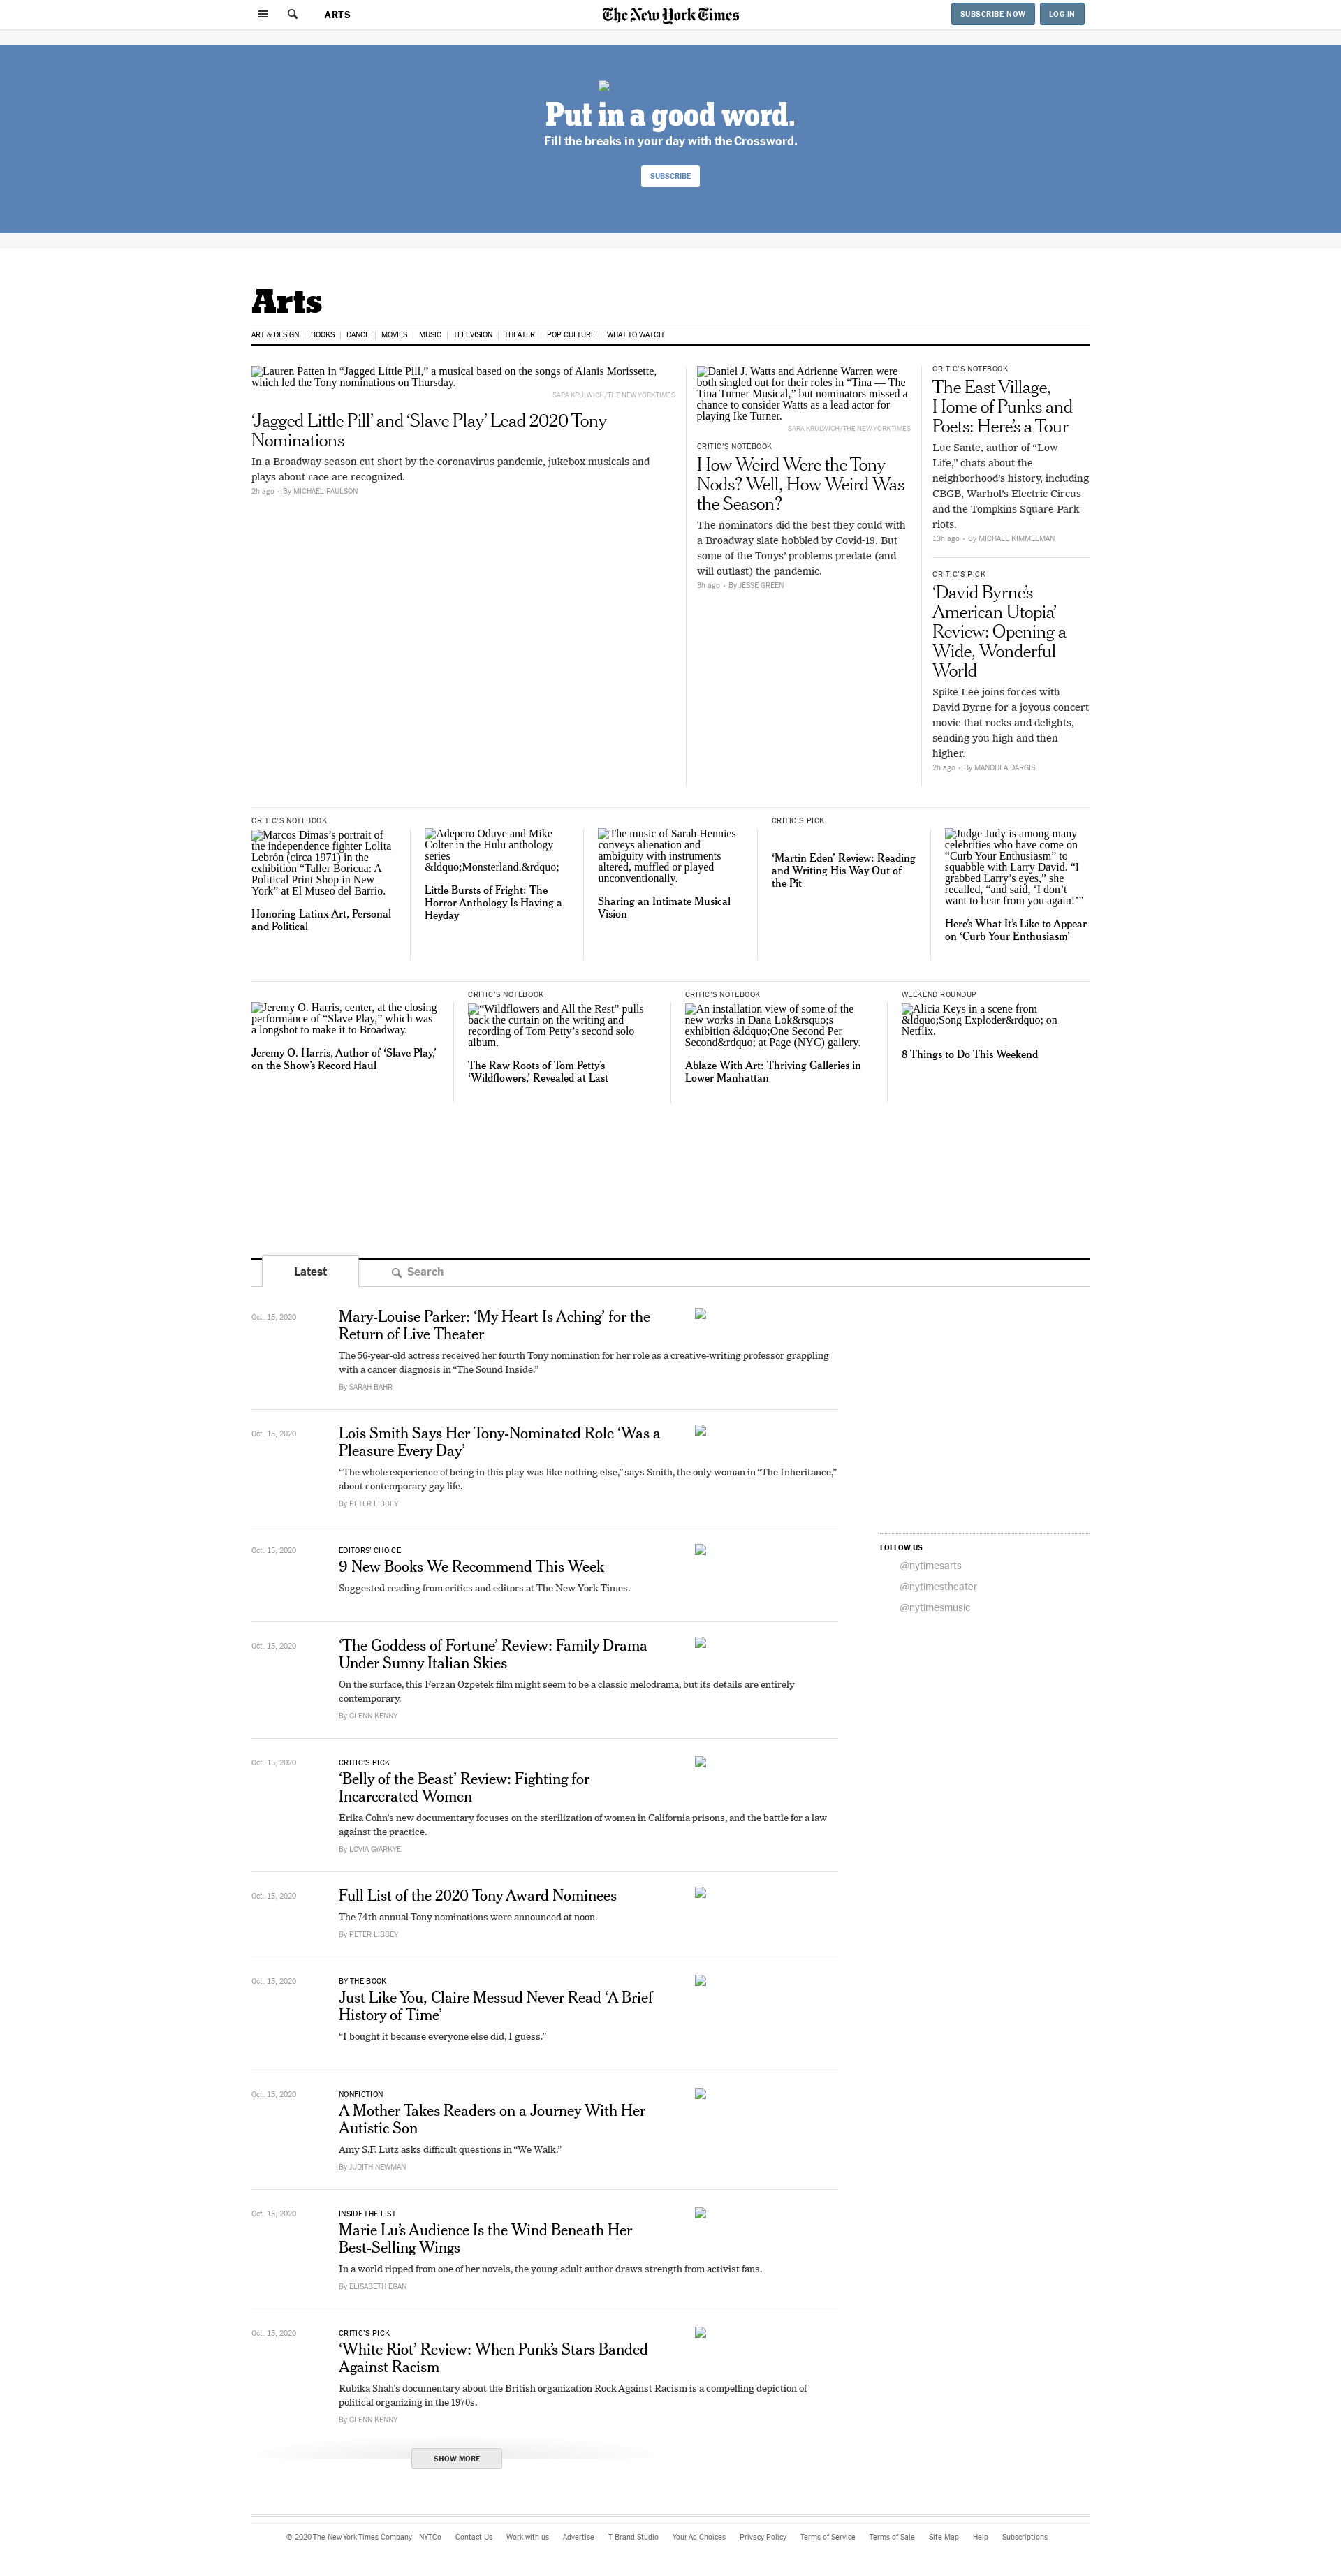 ARTS
The New York Times
SUBSCRIBE NOW
LOG IN
Put in a good word.
Fill the breaks in your day with the Crossword.
SUBSCRIBE
Arts
ART & DESIGN | BOOKS | DANCE | MOVIES | MUSIC | TELEVISION | THEATER | POP CULTURE | WHAT TO WATCH
Lauren Patten in “Jagged Little Pill,” a musical based on the songs of Alanis Morissette,
which led the Tony nominations on Thursday.
SARA KRULWICH/THE NEW YORK TIMES
‘Jagged Little Pill’ and ‘Slave Play’ Lead 2020 Tony
Nominations
In a Broadway season cut short by the coronavirus pandemic, jukebox musicals and
plays about race are recognized.
2h ago • By MICHAEL PAULSON
Daniel J. Watts and Adrienne Warren were
both singled out for their roles in “Tina — The
Tina Turner Musical,” but nominators missed a
chance to consider Watts as a lead actor for
playing Ike Turner.
SARA KRULWICH/THE NEW YORK TIMES
CRITIC’S NOTEBOOK
How Weird Were the Tony
Nods? Well, How Weird Was
the Season?
The nominators did the best they could with
a Broadway slate hobbled by Covid-19. But
some of the Tonys’ problems predate (and
will outlast) the pandemic.
3h ago • By JESSE GREEN
CRITIC’S NOTEBOOK
The East Village,
Home of Punks and
Poets: Here’s a Tour
Luc Sante, author of “Low
Life,” chats about the
neighborhood’s history, including
CBGB, Warhol’s Electric Circus
and the Tompkins Square Park
riots.
13h ago • By MICHAEL KIMMELMAN
CRITIC’S PICK
‘David Byrne’s
American Utopia’
Review: Opening a
Wide, Wonderful
World
Spike Lee joins forces with
David Byrne for a joyous concert
movie that rocks and delights,
sending you high and then
higher.
2h ago • By MANOHLA DARGIS
CRITIC’S NOTEBOOK
Marcos Dimas’s portrait of
the independence fighter Lolita
Lebrón (circa 1971) in the
exhibition “Taller Boricua: A
Political Print Shop in New
York” at El Museo del Barrio.
Honoring Latinx Art, Personal
and Political
Adepero Oduye and Mike
Colter in the Hulu anthology
series
&ldquo;Monsterland.&rdquo;
Little Bursts of Fright: The
Horror Anthology Is Having a
Heyday
The music of Sarah Hennies
conveys alienation and
ambiguity with instruments
altered, muffled or played
unconventionally.
Sharing an Intimate Musical
Vision
CRITIC’S PICK
‘Martin Eden’ Review: Reading
and Writing His Way Out of
the Pit
Judge Judy is among many
celebrities who have come on
“Curb Your Enthusiasm” to
squabble with Larry David. “I
grabbed Larry’s eyes,” she
recalled, “and said, ‘I don’t
want to hear from you again!’”
Here’s What It’s Like to Appear
on ‘Curb Your Enthusiasm’
Jeremy O. Harris, center, at the closing
performance of “Slave Play,” which was
a longshot to make it to Broadway.
Jeremy O. Harris, Author of ‘Slave Play,’
on the Show’s Record Haul
CRITIC’S NOTEBOOK
“Wildflowers and All the Rest” pulls
back the curtain on the writing and
recording of Tom Petty’s second solo
album.
The Raw Roots of Tom Petty’s
‘Wildflowers,’ Revealed at Last
CRITIC’S NOTEBOOK
An installation view of some of the
new works in Dana Lok&rsquo;s
exhibition &ldquo;One Second Per
Second&rdquo; at Page (NYC) gallery.
Ablaze With Art: Thriving Galleries in
Lower Manhattan
WEEKEND ROUNDUP
Alicia Keys in a scene from
&ldquo;Song Exploder&rdquo; on
Netflix.
8 Things to Do This Weekend
Latest
Search
Oct. 15, 2020
Mary-Louise Parker: ‘My Heart Is Aching’ for the
Return of Live Theater
The 56-year-old actress received her fourth Tony nomination for her role as a creative-writing professor grappling
with a cancer diagnosis in “The Sound Inside.”
By SARAH BAHR
Oct. 15, 2020
Lois Smith Says Her Tony-Nominated Role ‘Was a
Pleasure Every Day’
“The whole experience of being in this play was like nothing else,” says Smith, the only woman in “The Inheritance,”
about contemporary gay life.
By PETER LIBBEY
Oct. 15, 2020
EDITORS’ CHOICE
9 New Books We Recommend This Week
Suggested reading from critics and editors at The New York Times.
FOLLOW US
@nytimesarts
@nytimestheater
@nytimesmusic
Oct. 15, 2020
‘The Goddess of Fortune’ Review: Family Drama
Under Sunny Italian Skies
On the surface, this Ferzan Ozpetek film might seem to be a classic melodrama, but its details are entirely
contemporary.
By GLENN KENNY
Oct. 15, 2020
CRITIC’S PICK
‘Belly of the Beast’ Review: Fighting for
Incarcerated Women
Erika Cohn’s new documentary focuses on the sterilization of women in California prisons, and the battle for a law
against the practice.
By LOVIA GYARKYE
Oct. 15, 2020
Full List of the 2020 Tony Award Nominees
The 74th annual Tony nominations were announced at noon.
By PETER LIBBEY
Oct. 15, 2020
BY THE BOOK
Just Like You, Claire Messud Never Read ‘A Brief
History of Time’
“I bought it because everyone else did, I guess.”
Oct. 15, 2020
NONFICTION
A Mother Takes Readers on a Journey With Her
Autistic Son
Amy S.F. Lutz asks difficult questions in “We Walk.”
By JUDITH NEWMAN
Oct. 15, 2020
INSIDE THE LIST
Marie Lu’s Audience Is the Wind Beneath Her
Best-Selling Wings
In a world ripped from one of her novels, the young adult author draws strength from activist fans.
By ELISABETH EGAN
Oct. 15, 2020
CRITIC’S PICK
‘White Riot’ Review: When Punk’s Stars Banded
Against Racism
Rubika Shah’s documentary about the British organization Rock Against Racism is a compelling depiction of
political organizing in the 1970s.
By GLENN KENNY
SHOW MORE
© 2020 The New York Times Company NYTCo Contact Us Work with us Advertise T Brand Studio Your Ad Choices Privacy Policy Terms of Service Terms of Sale Site Map Help Subscriptions